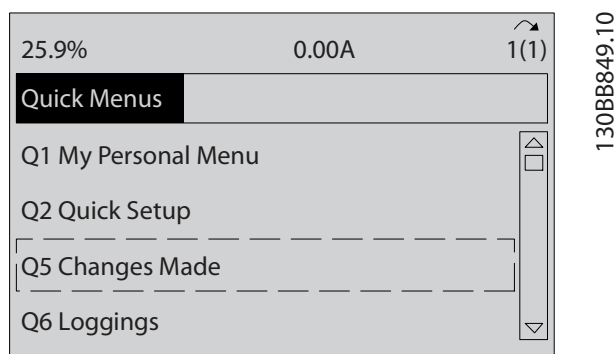 25.9% 0.00A 1(1)
Quick Menus
Q1 My Personal Menu
Q2 Quick Setup
Q5 Changes Made
Q6 Loggings
130BB849.10